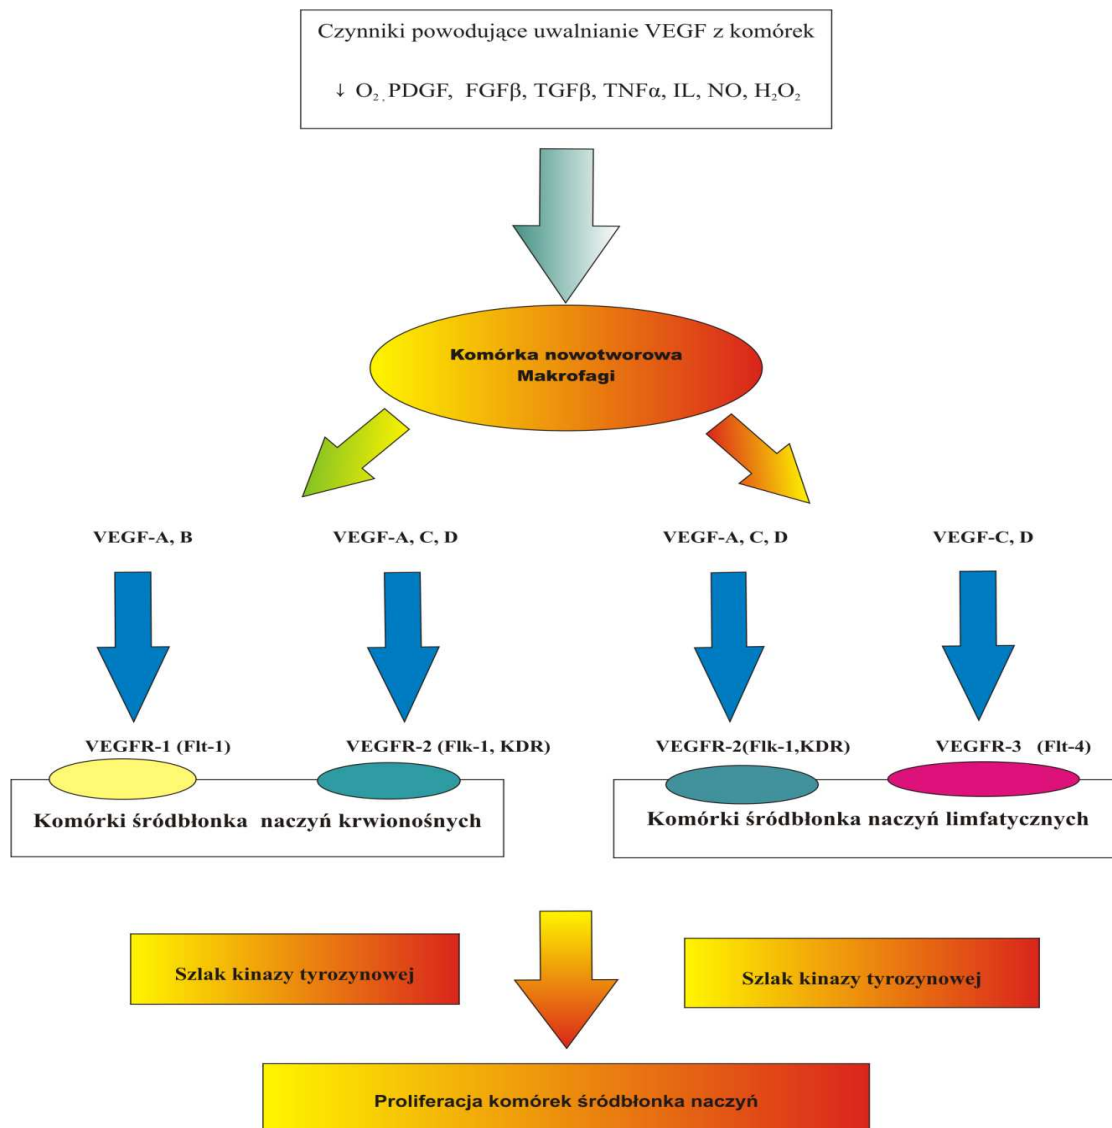 Czynniki powodujące uwalnianie VEGF z komórek
↓ O₂, PDGF, FGFβ, TGFβ, TNFα, IL, NO, H₂O₂
Komórka nowotworowa
Makrofagi
VEGF-A, B
VEGF-A, C, D
VEGF-A, C, D
VEGF-C, D
VEGFR-1 (Flt-1)
VEGFR-2 (Flk-1, KDR)
VEGFR-2(Flk-1,KDR)
VEGFR-3 (Flt-4)
Komórki śródbłonka naczyń krwionośnych
Komórki śródbłonka naczyń limfatycznych
Szlak kinazy tyrozynowej
Szlak kinazy tyrozynowej
Proliferacja komórek śródbłonka naczyń